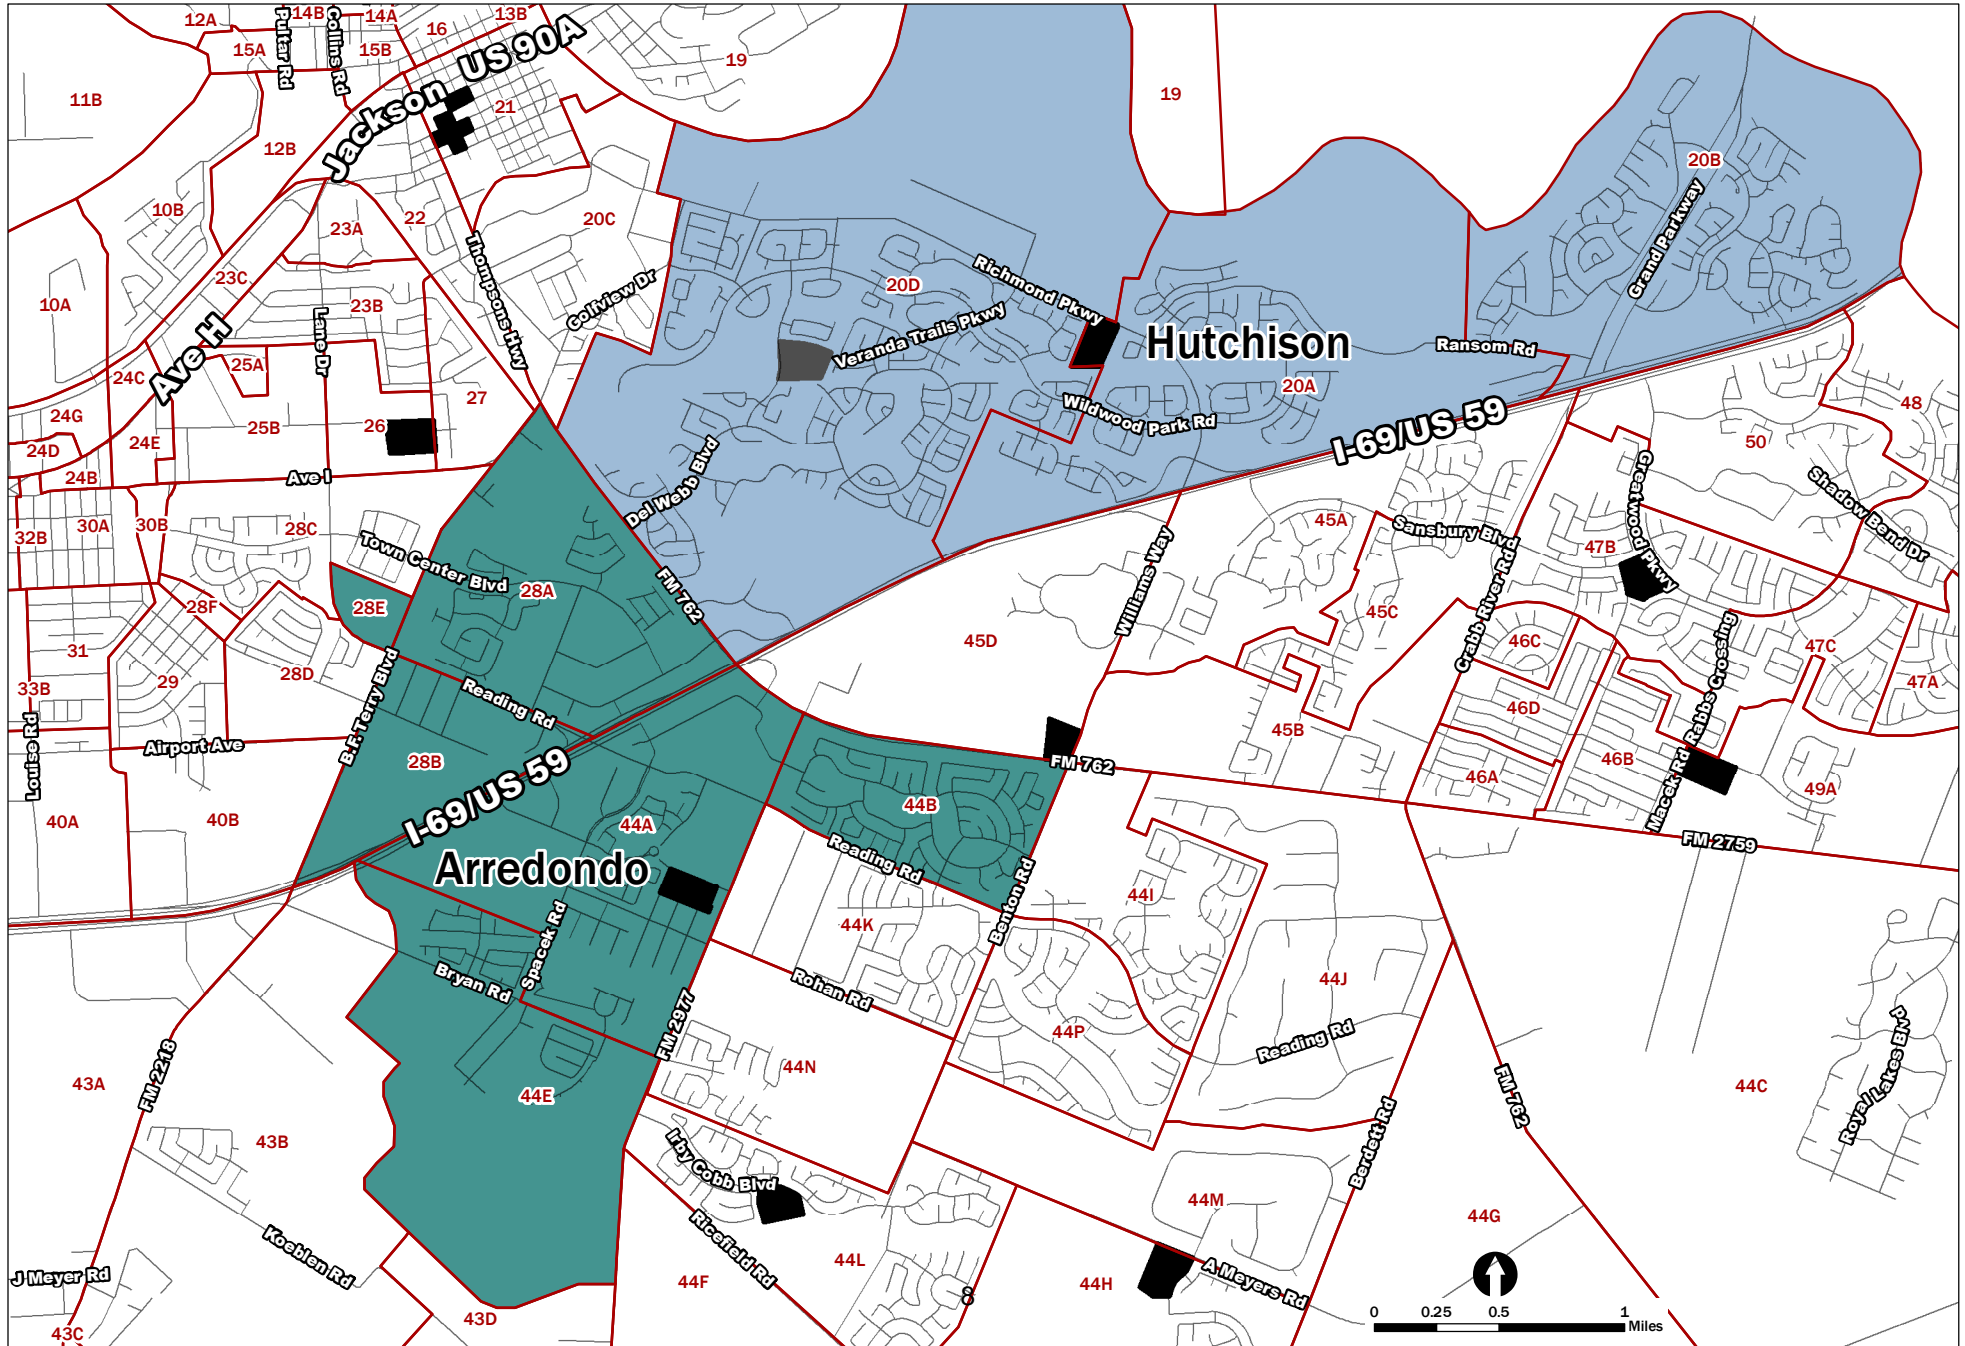 12A
14B
14A
13B
16
15A
Pultar Rd
Collins Rd
15B
US 90A
19
11B
Jackson
21
19
12B
20B
10B
22
20C
23A
Thompsons Hwy
Grand Parkway
23C
Golfview Dr
20D
Richmond Pkwy
10A
23B
Lane Dr
Veranda Trails Pkwy
Hutchison
Ransom Rd
Ave H
25A
24C
20A
27
24G
26
25B
Wildwood Park Rd
I-69/US 59
48
50
24D
24E
24B
Ave I
Del Webb Blvd
Greatwood Pkwy
Shadow Bend Dr
30A
30B
28C
32B
45A
Sansbury Blvd
47B
Town Center Blvd
28A
FM 762
Williams Way
28E
28F
45C
Crabb River Rd
45D
46C
47C
31
29
28D
33B
47A
B.F. Terry Blvd
Reading Rd
46D
Rabbs Crossing
45B
Louise Rd
Airport Ave
28B
FM 762
46B
46A
Macek Rd
49A
I-69/US 59
40A
40B
44A
44B
FM 2759
Arredondo
Reading Rd
Benton Rd
44I
44K
Spacek Rd
Bryan Rd
Rohan Rd
44J
FM 2977
44P
Reading Rd
Royal Lakes Blvd
44N
43A
FM 2218
44E
FM 762
44C
43B
Irby Cobb Blvd
Berdett Rd
44M
44G
Koeblen Rd
Ricefield Rd
44L
J Meyer Rd
44F
44H
A Meyers Rd
8
43D
43C
0 0.25 0.5 1
Miles